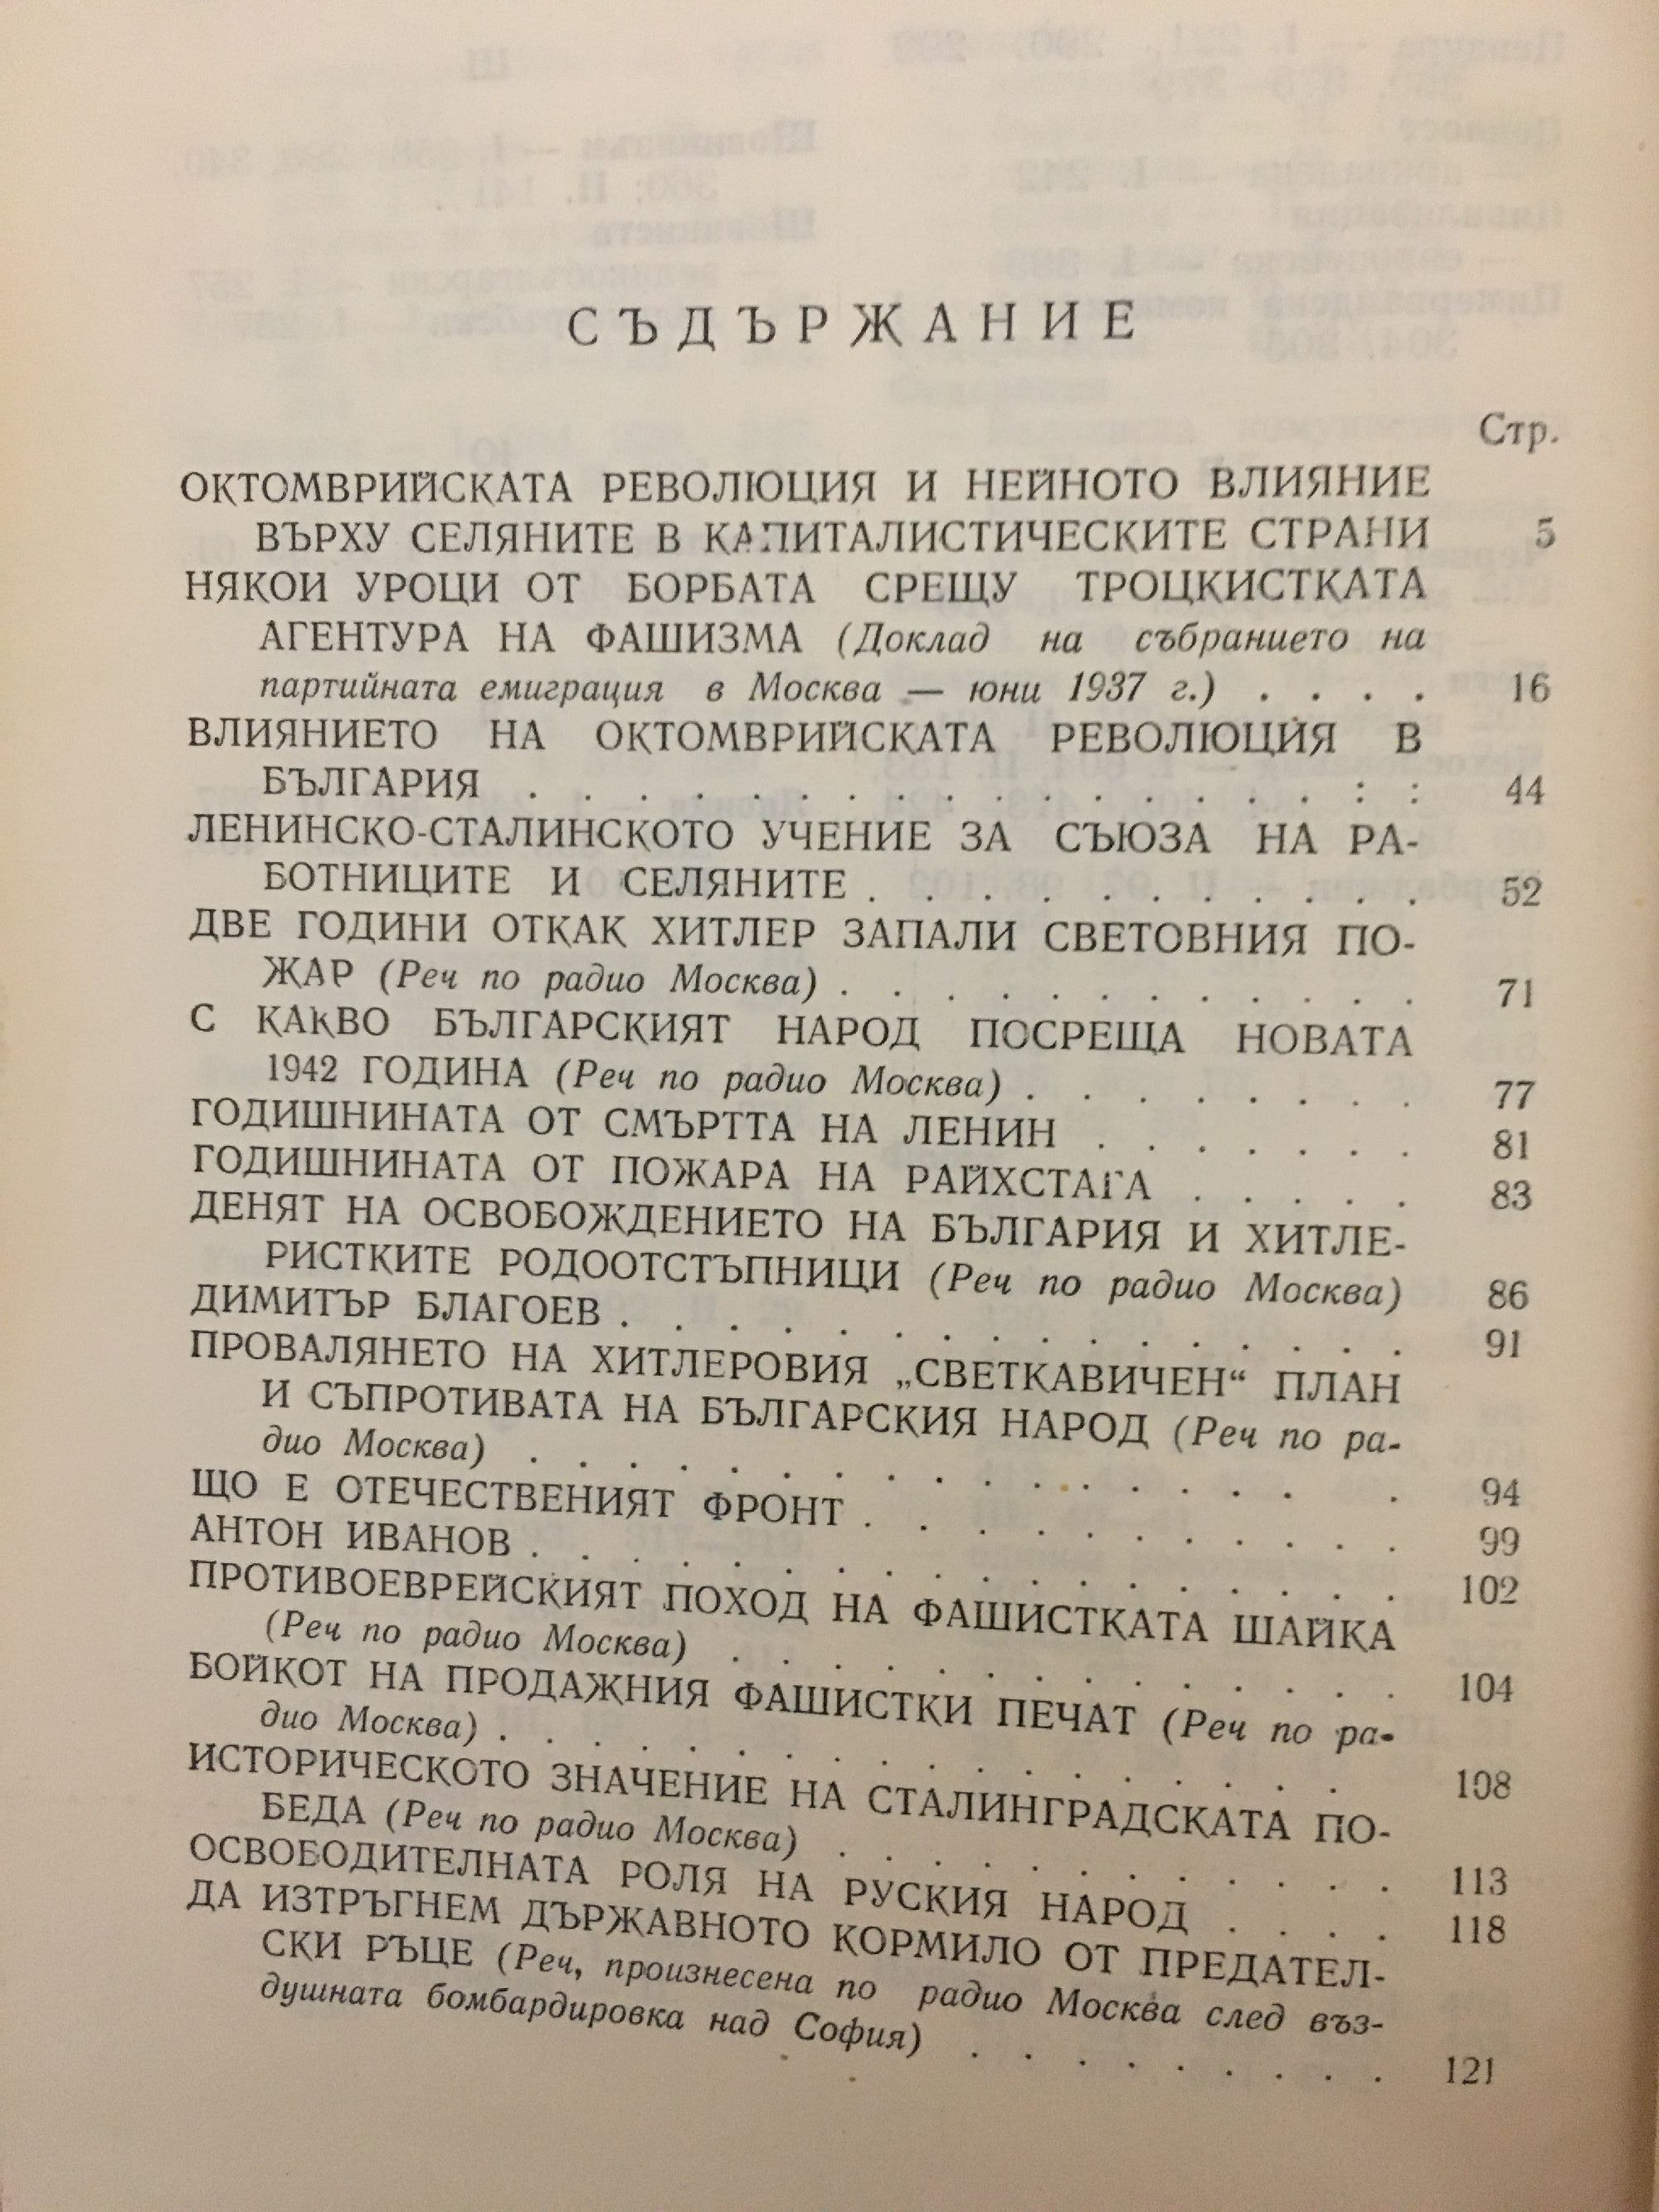 СЪДЪРЖАНИЕ
Стр.
ОКТОМВРИЙСКАТА РЕВОЛЮЦИЯ И НЕЙНОТО ВЛИЯНИЕ
ВЪРХУ СЕЛЯНИТЕ В КАПИТАЛИСТИЧЕСКИТЕ СТРАНИ 5
НЯКОИ УРОЦИ ОТ БОРБАТА СРЕЩУ ТРОЦКИСТКАТА
АГЕНТУРА НА ФАШИЗМА (Доклад на събранието на
партийната емиграция в Москва — юни 1937 г.) . . . . 16
ВЛИЯНИЕТО НА ОКТОМВРИЙСКАТА РЕВОЛЮЦИЯ В
БЪЛГАРИЯ . . . . . . . . . . . . . . . . : : 44
ЛЕНИНСКО-СТАЛИНСКОТО УЧЕНИЕ ЗА СЪЮЗА НА РА-
БОТНИЦИТЕ И СЕЛЯНИТЕ . . . . . . . . . . . 52
ДВЕ ГОДИНИ ОТКАК ХИТЛЕР ЗАПАЛИ СВЕТОВНИЯ ПО-
ЖАР (Реч по радио Москва) . . . . . . . . . . . . 71
С КАКВО БЪЛГАРСКИЯТ НАРОД ПОСРЕЩА НОВАТА
1942 ГОДИНА (Реч по радио Москва) . . . . . . . . 77
ГОДИШНИНАТА ОТ СМЪРТТА НА ЛЕНИН . . . . . . . 81
ГОДИШНИНАТА ОТ ПОЖАРА НА РАЙХСТАГА . . . . . 83
ДЕНЯТ НА ОСВОБОЖДЕНИЕТО НА БЪЛГАРИЯ И ХИТЛЕ-
РИСТКИТЕ РОДООТСТЪПНИЦИ (Реч по радио Москва) 86
ДИМИТЪР БЛАГОЕВ . . . . . . . . . . . . . . . . 91
ПРОВАЛЯНЕТО НА ХИТЛЕРОВИЯ „СВЕТКАВИЧЕН“ ПЛАН
И СЪПРОТИВАТА НА БЪЛГАРСКИЯ НАРОД (Реч по ра-
дио Москва) . . . . . . . . . . . . . . . . . 94
ЩО Е ОТЕЧЕСТВЕНИЯТ ФРОНТ . . . . . . . . . . . 99
АНТОН ИВАНОВ . . . . . . . . . . . . . . . . . 102
ПРОТИВОЕВРЕЙСКИЯТ ПОХОД НА ФАШИСТКАТА ШАЙКА
(Реч по радио Москва) . . . . . . . . . . . . . . 104
БОЙКОТ НА ПРОДАЖНИЯ ФАШИСТКИ ПЕЧАТ (Реч по ра-
дио Москва) . . . . . . . . . . . . . . . . . 108
ИСТОРИЧЕСКОТО ЗНАЧЕНИЕ НА СТАЛИНГРАДСКАТА ПО-
БЕДА (Реч по радио Москва) . . . . . . . . . . . . 113
ОСВОБОДИТЕЛНАТА РОЛЯ НА РУСКИЯ НАРОД . . . . 118
ДА ИЗТРЪГНЕМ ДЪРЖАВНОТО КОРМИЛО ОТ ПРЕДАТЕЛ-
СКИ РЪЦЕ (Реч, произнесена по радио Москва след въз-
душната бомбардировка над София) . . . . . . . . . 121